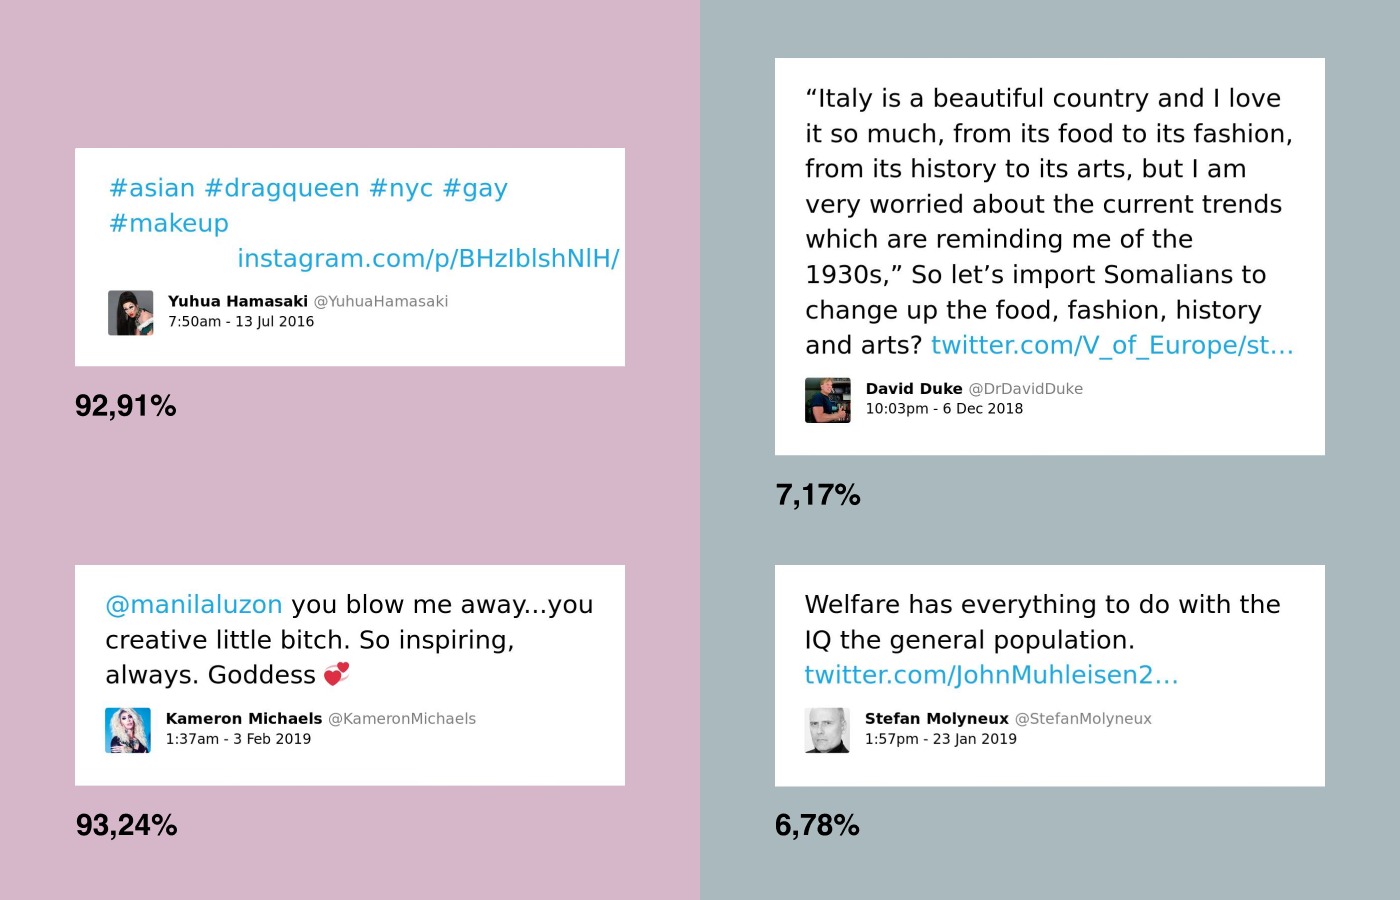 #asian #dragqueen #nyc #gay
#makeup
instagram.com/p/BHzIblshNlH/
Yuhua Hamasaki @YuhuaHamasaki
7:50am - 13 Jul 2016
92,91%
@manilaluzon you blow me away...you
creative little bitch. So inspiring,
always. Goddess 💞
Kameron Michaels @KameronMichaels
1:37am - 3 Feb 2019
93,24%
“Italy is a beautiful country and I love
it so much, from its food to its fashion,
from its history to its arts, but I am
very worried about the current trends
which are reminding me of the
1930s,” So let’s import Somalians to
change up the food, fashion, history
and arts? twitter.com/V_of_Europe/st…
David Duke @DrDavidDuke
10:03pm - 6 Dec 2018
7,17%
Welfare has everything to do with the
IQ the general population.
twitter.com/JohnMuhleisen2…
Stefan Molyneux @StefanMolyneux
1:57pm - 23 Jan 2019
6,78%